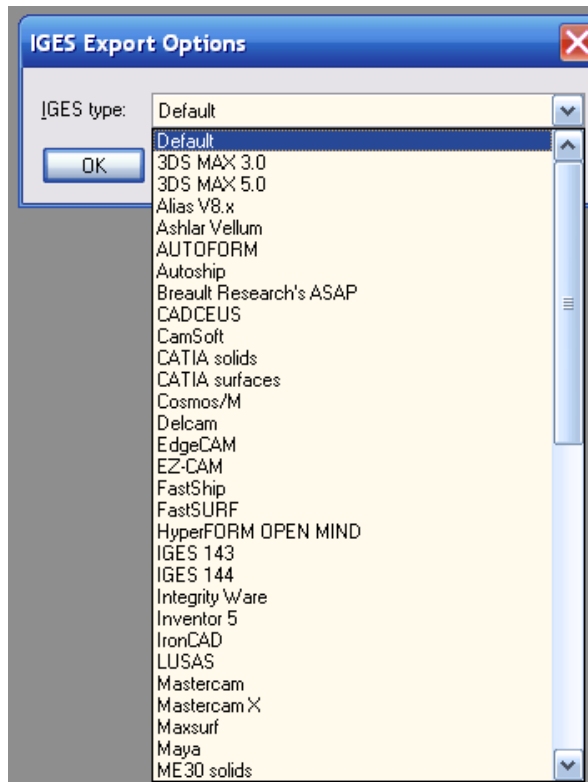 IGES Export Options
IGES type: Default
OK
Default
3DS MAX 3.0
3DS MAX 5.0
Alias V8.x
Ashlar Vellum
AUTOFORM
Autoship
Breault Research's ASAP
CADCEUS
CamSoft
CATIA solids
CATIA surfaces
Cosmos/M
Delcam
EdgeCAM
EZ-CAM
FastShip
FastSURF
HyperFORM OPEN MIND
IGES 143
IGES 144
Integrity Ware
Inventor 5
IronCAD
LUSAS
Mastercam
Mastercam X
Maxsurf
Maya
ME30 solids